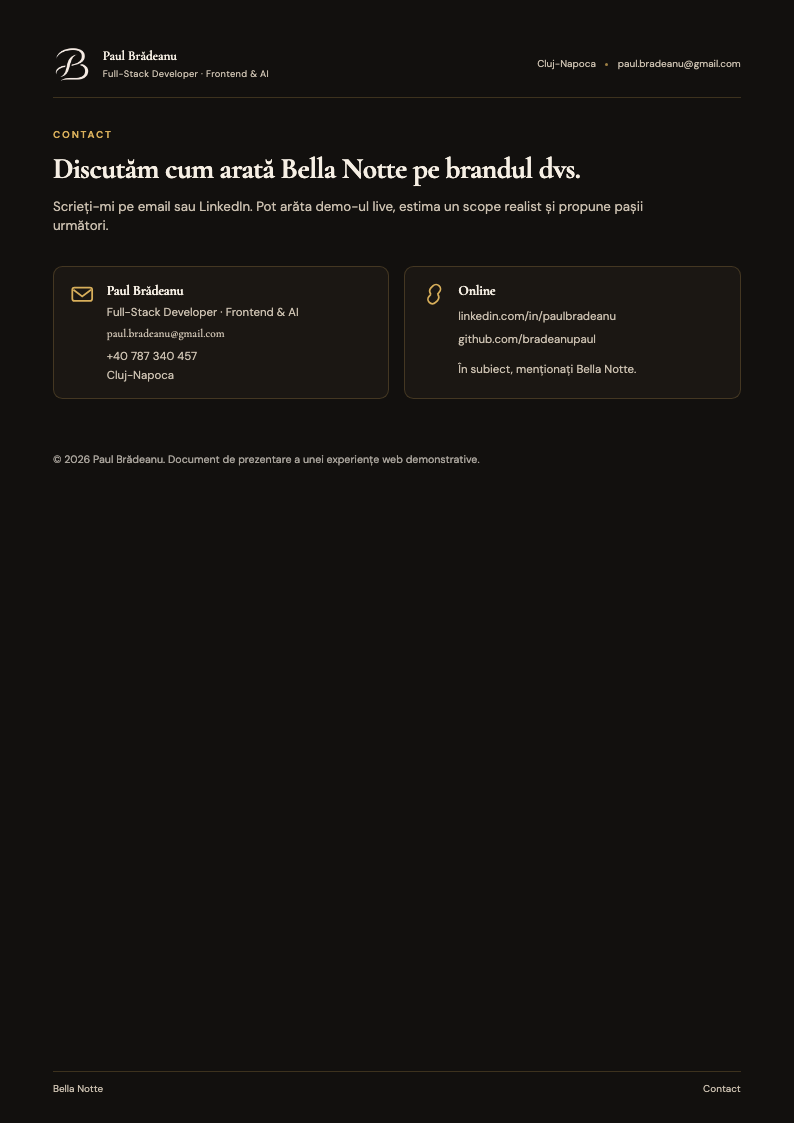 Paul Brădeanu
Full-Stack Developer · Frontend & AI
Cluj-Napoca • paul.bradeanu@gmail.com
CONTACT
Discutăm cum arată Bella Notte pe brandul dvs.
Scrieți-mi pe email sau LinkedIn. Pot arăta demo-ul live, estima un scope realist și propune pașii
următori.
Paul Brădeanu
Full-Stack Developer · Frontend & AI
paul.bradeanu@gmail.com
+40 787 340 457
Cluj-Napoca
Online
linkedin.com/in/paulbradeanu
github.com/bradeanupaul
În subiect, menționați Bella Notte.
© 2026 Paul Brădeanu. Document de prezentare a unei experiențe web demonstrative.
Bella Notte
Contact